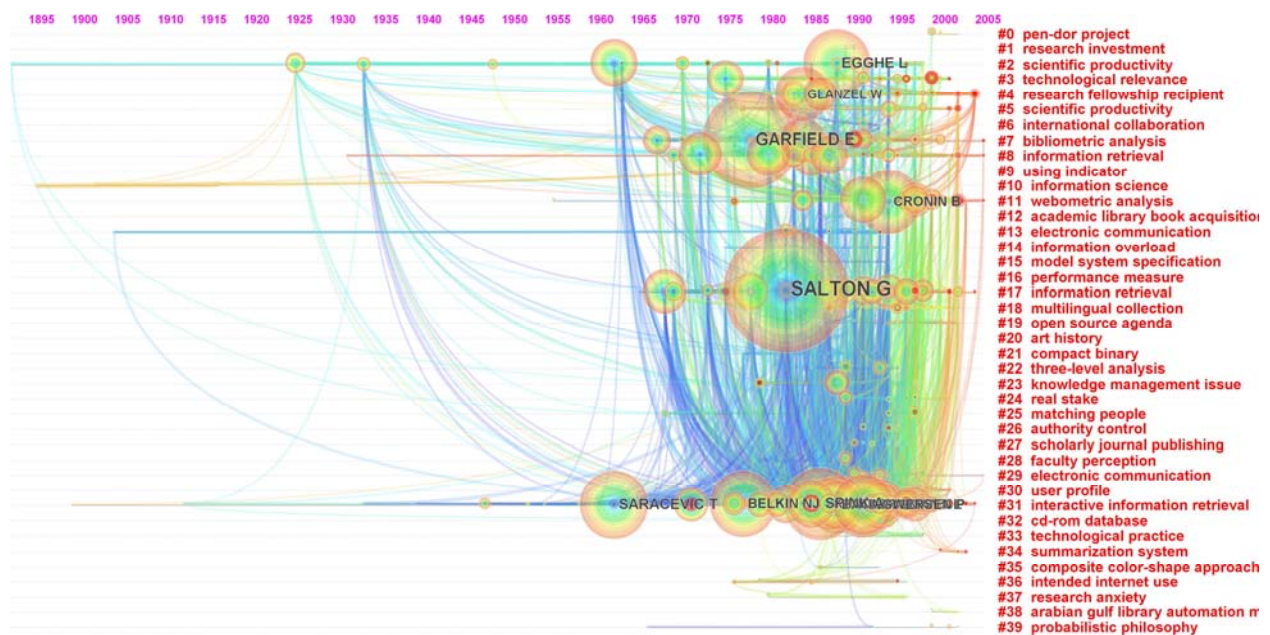 1895 1900 1905 1910 1915 1920 1925 1930 1935 1940 1945 1950 1955 1960 1965 1970 1975 1980 1985 1990 1995 2000 2005
#0 pen-dor project
#1 research investment
EGGHE L
#2 scientific productivity
#3 technological relevance
GLANZEL W
#4 research fellowship recipient
#5 scientific productivity
#6 international collaboration
GARFIELD E
#7 bibliometric analysis
#8 information retrieval
#9 using indicator
#10 information science
CRONIN B
#11 webometric analysis
#12 academic library book acquisition
#13 electronic communication
#14 information overload
#15 model system specification
#16 performance measure
SALTON G
#17 information retrieval
#18 multilingual collection
#19 open source agenda
#20 art history
#21 compact binary
#22 three-level analysis
#23 knowledge management issue
#24 real stake
#25 matching people
#26 authority control
#27 scholarly journal publishing
#28 faculty perception
#29 electronic communication
#30 user profile
SARACEVIC T BELKIN NJ SPINK A
#31 interactive information retrieval
#32 cd-rom database
#33 technological practice
#34 summarization system
#35 composite color-shape approach
#36 intended internet use
#37 research anxiety
#38 arabian gulf library automation m
#39 probabilistic philosophy